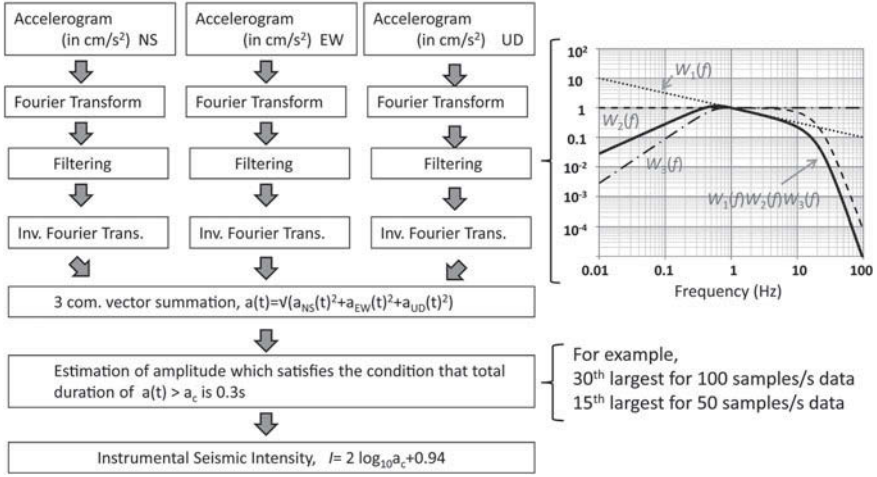 Accelerogram
(in cm/s²) NS
Accelerogram
(in cm/s²) EW
Accelerogram
(in cm/s²) UD
Fourier Transform
Fourier Transform
Fourier Transform
Filtering
Filtering
Filtering
Inv. Fourier Trans.
Inv. Fourier Trans.
Inv. Fourier Trans.
3 com. vector summation, a(t)=√(a_NS(t)²+a_EW(t)²+a_UD(t)²)
Estimation of amplitude which satisfies the condition that total
duration of a(t) > a_c is 0.3s
Instrumental Seismic Intensity, I= 2 log₁₀a_c+0.94
10²
10
1
0.1
10⁻²
10⁻³
10⁻⁴
W₁(f)
W₂(f)
W₃(f)
W₁(f)W₂(f)W₃(f)
0.01 0.1 1 10 100
Frequency (Hz)
For example,
30th largest for 100 samples/s data
15th largest for 50 samples/s data